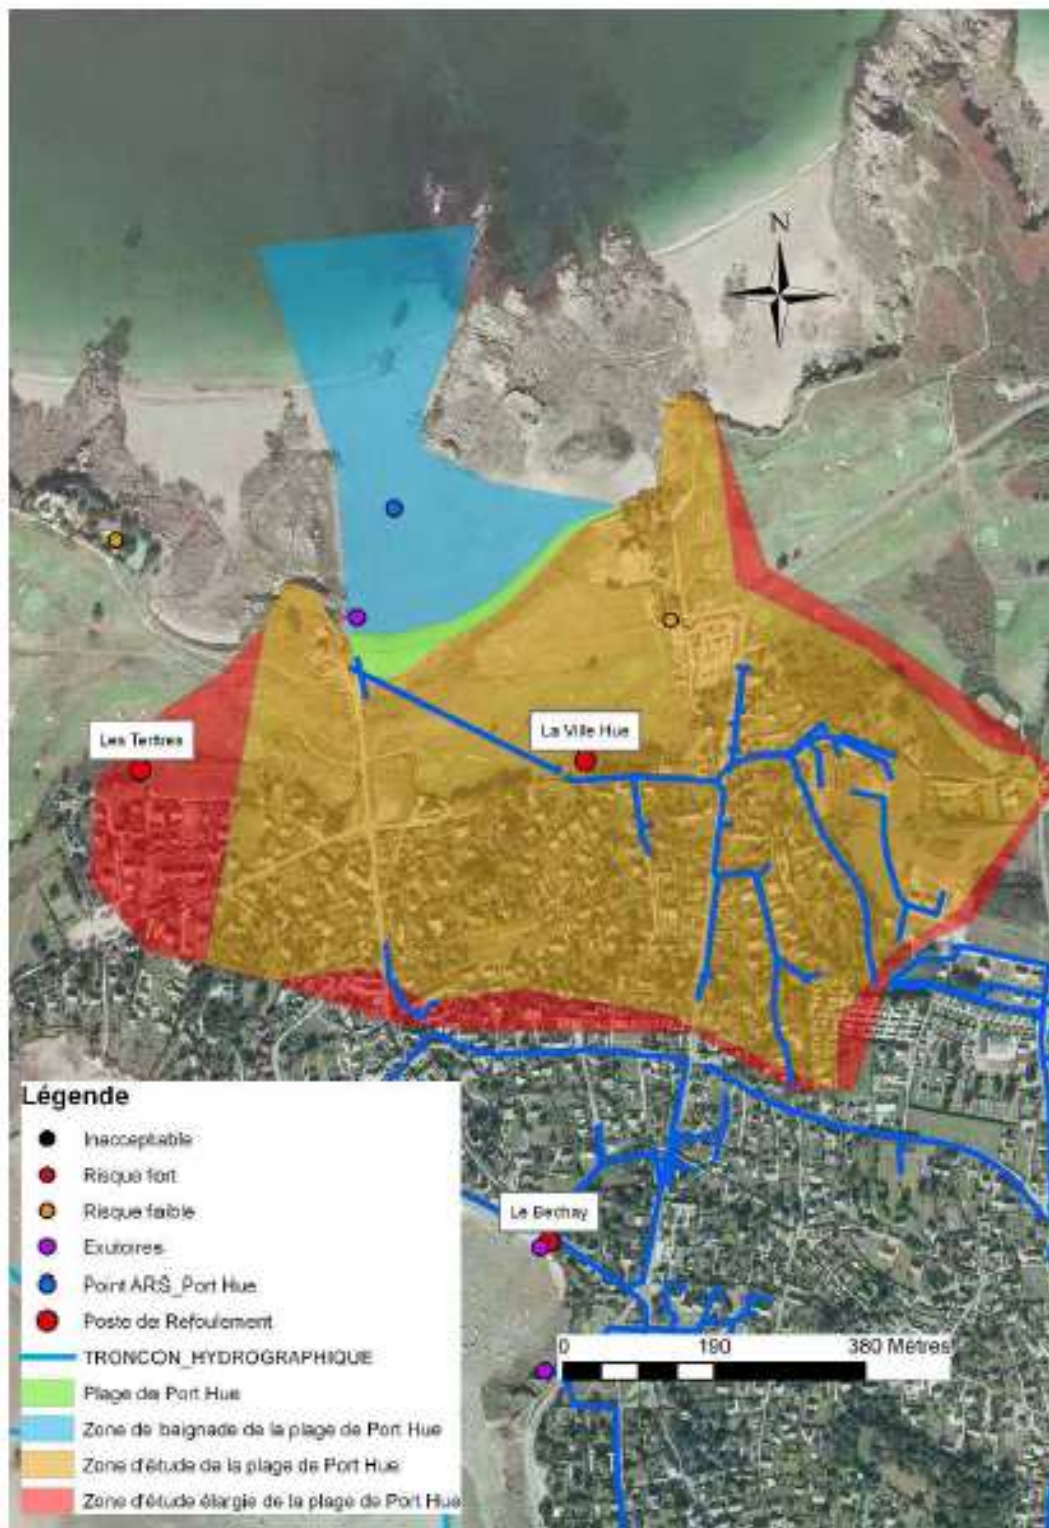 N
Les Tertres
La Ville Hue
Légende
Inacceptable
Risque fort
Risque faible
Exutoires
Le Bechay
Point ARS_Port Hue
Poste de Refoulement
0 190 380 Mètres
TRONCON_HYDROGRAPHIQUE
Plage de Port Hue
Zone de baignade de la plage de Port Hue
Zone d'étude de la plage de Port Hue
Zone d'étude élargie de la plage de Port Hue